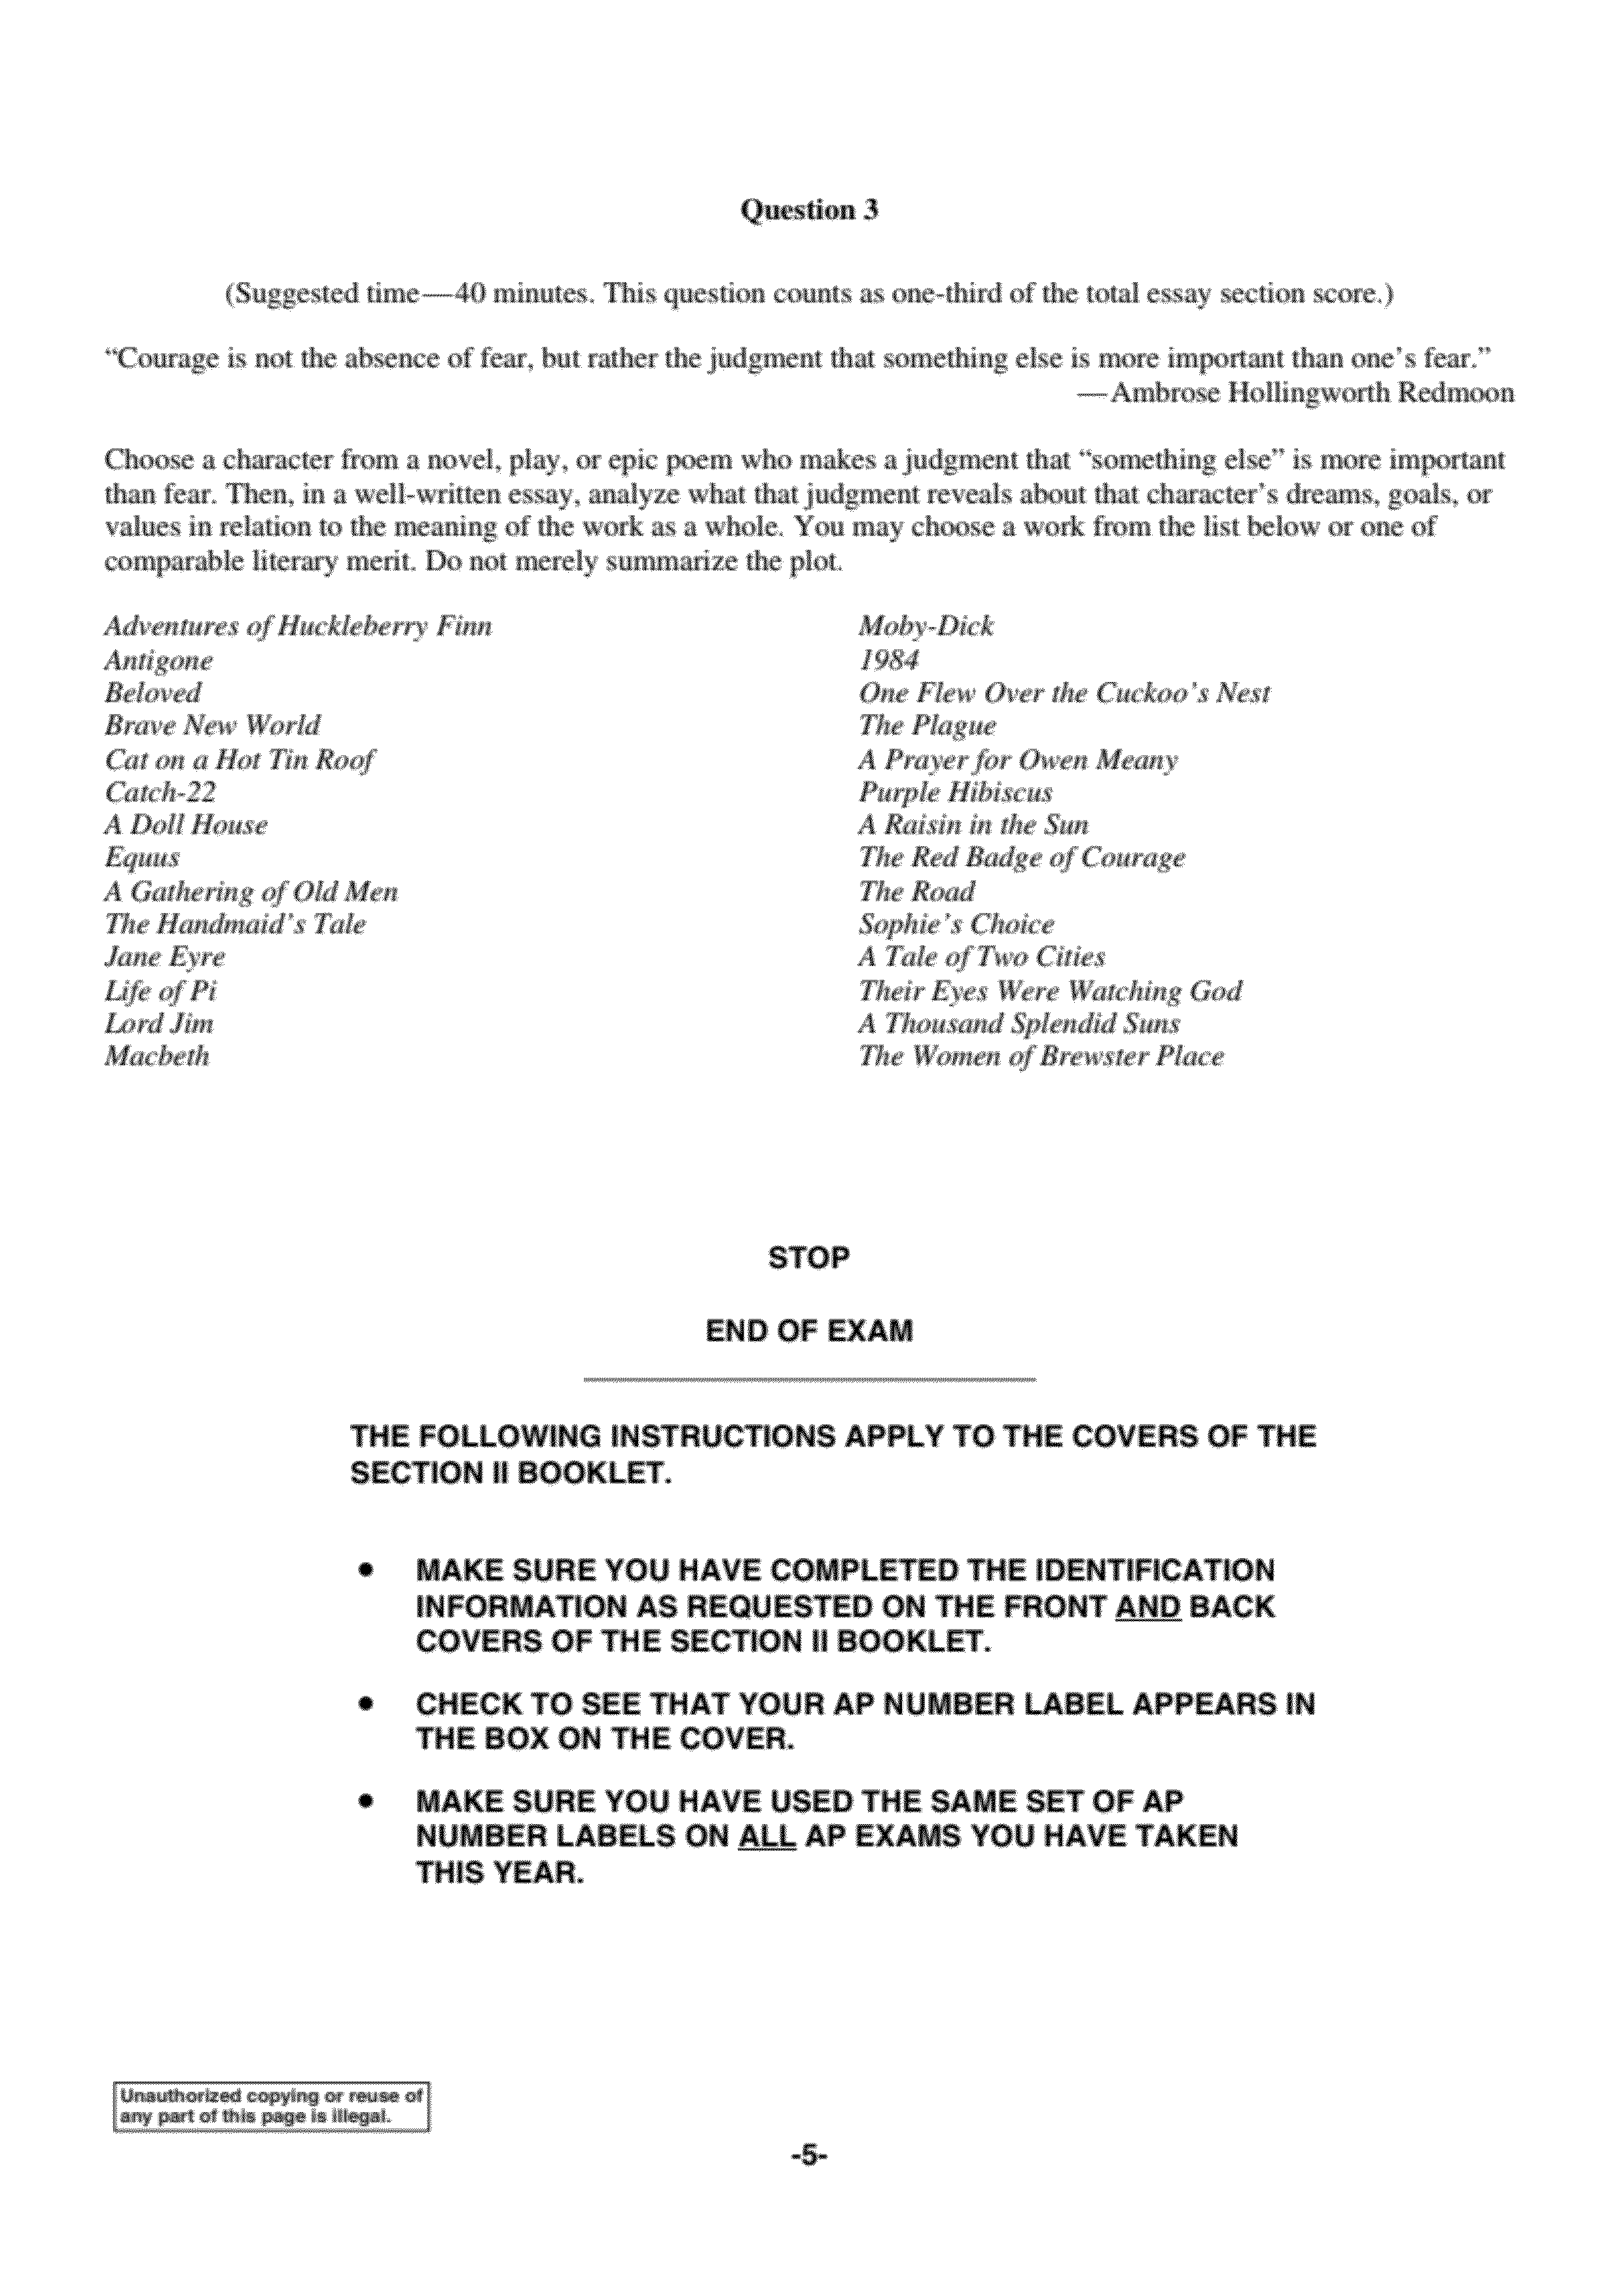 Question 3
(Suggested time—40 minutes. This question counts as one-third of the total essay section score.)
“Courage is not the absence of fear, but rather the judgment that something else is more important than one’s fear.”
—Ambrose Hollingworth Redmoon
Choose a character from a novel, play, or epic poem who makes a judgment that “something else” is more important
than fear. Then, in a well-written essay, analyze what that judgment reveals about that character’s dreams, goals, or
values in relation to the meaning of the work as a whole. You may choose a work from the list below or one of
comparable literary merit. Do not merely summarize the plot.
Adventures of Huckleberry Finn
Antigone
Beloved
Brave New World
Cat on a Hot Tin Roof
Catch-22
A Doll House
Equus
A Gathering of Old Men
The Handmaid’s Tale
Jane Eyre
Life of Pi
Lord Jim
Macbeth
Moby-Dick
1984
One Flew Over the Cuckoo’s Nest
The Plague
A Prayer for Owen Meany
Purple Hibiscus
A Raisin in the Sun
The Red Badge of Courage
The Road
Sophie’s Choice
A Tale of Two Cities
Their Eyes Were Watching God
A Thousand Splendid Suns
The Women of Brewster Place
STOP
END OF EXAM
THE FOLLOWING INSTRUCTIONS APPLY TO THE COVERS OF THE
SECTION II BOOKLET.
• MAKE SURE YOU HAVE COMPLETED THE IDENTIFICATION
INFORMATION AS REQUESTED ON THE FRONT AND BACK
COVERS OF THE SECTION II BOOKLET.
• CHECK TO SEE THAT YOUR AP NUMBER LABEL APPEARS IN
THE BOX ON THE COVER.
• MAKE SURE YOU HAVE USED THE SAME SET OF AP
NUMBER LABELS ON ALL AP EXAMS YOU HAVE TAKEN
THIS YEAR.
Unauthorized copying or reuse of
any part of this page is illegal.
-5-